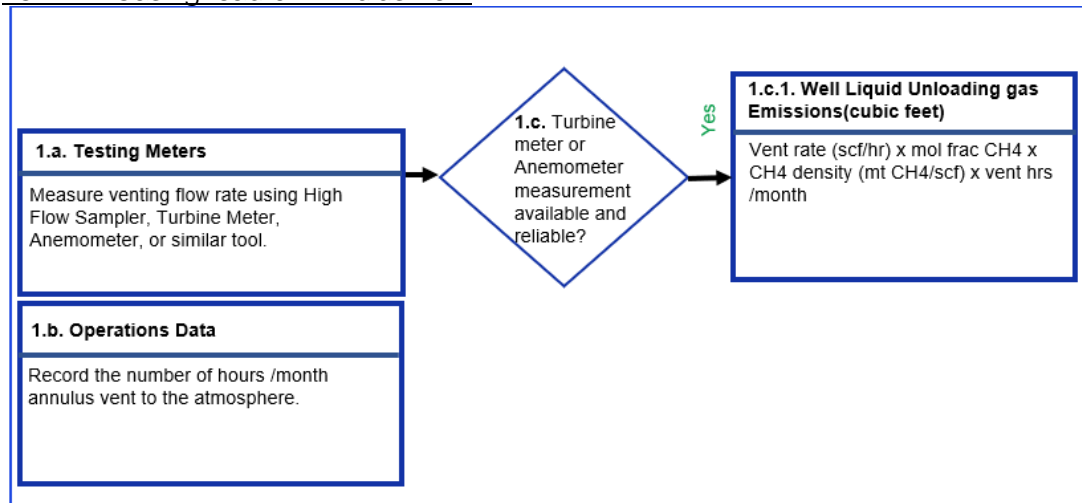 1.a. Testing Meters
Measure venting flow rate using High
Flow Sampler, Turbine Meter,
Anemometer, or similar tool.
1.b. Operations Data
Record the number of hours /month
annulus vent to the atmosphere.
1.c. Turbine
meter or
Anemometer
measurement
available and
reliable?
Yes
1.c.1. Well Liquid Unloading gas
Emissions(cubic feet)
Vent rate (scf/hr) x mol frac CH4 x
CH4 density (mt CH4/scf) x vent hrs
/month